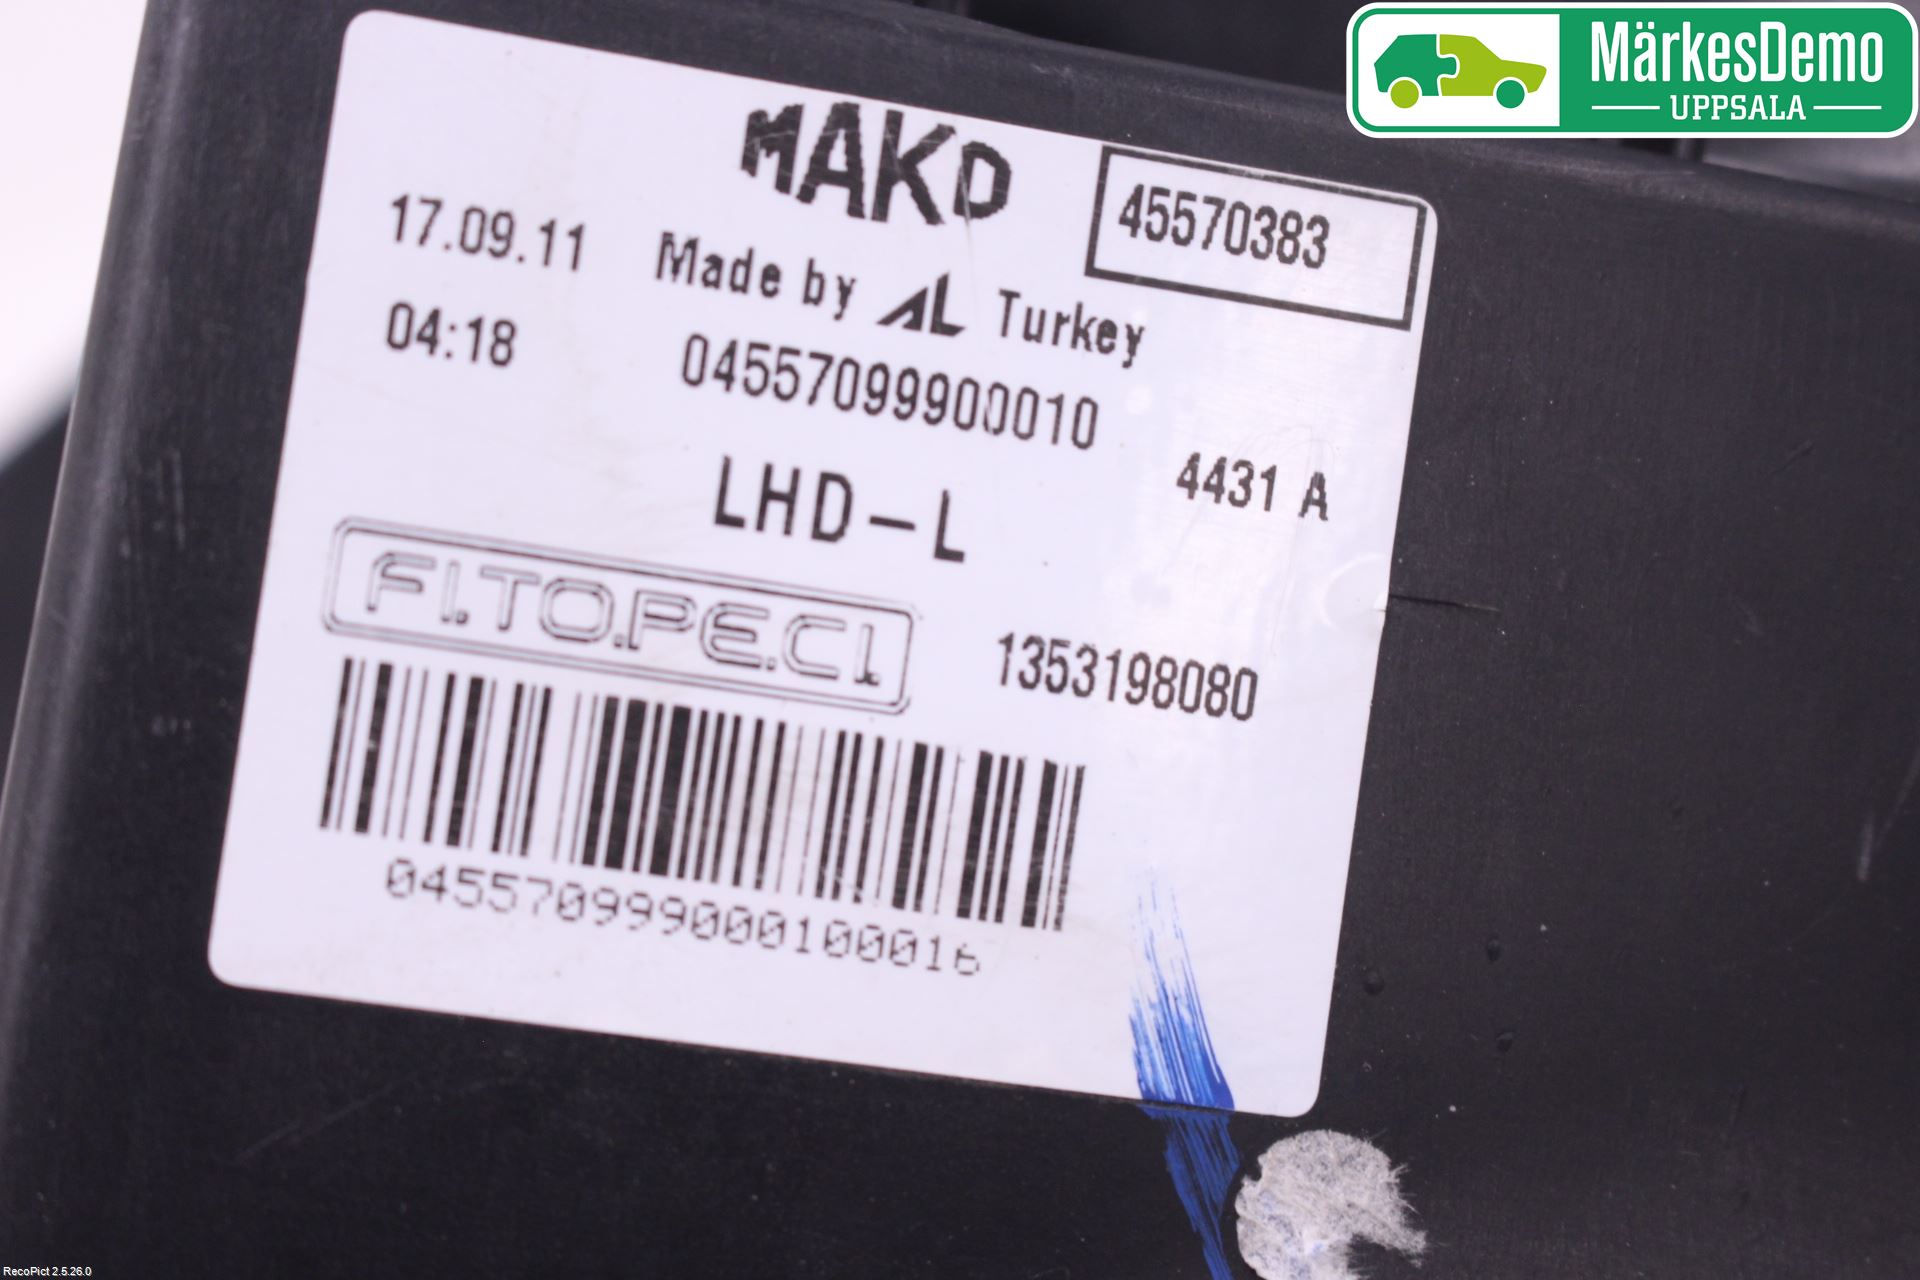 MärkesDemo
UPPSALA
MAKO
45570383
17.09.11
Made by AL Turkey
04:18
04557099900010
4431 A
LHD-L
FI.TO.PE.CI.
1353198080
045570999000100016
RecoPict 2.5.26.0